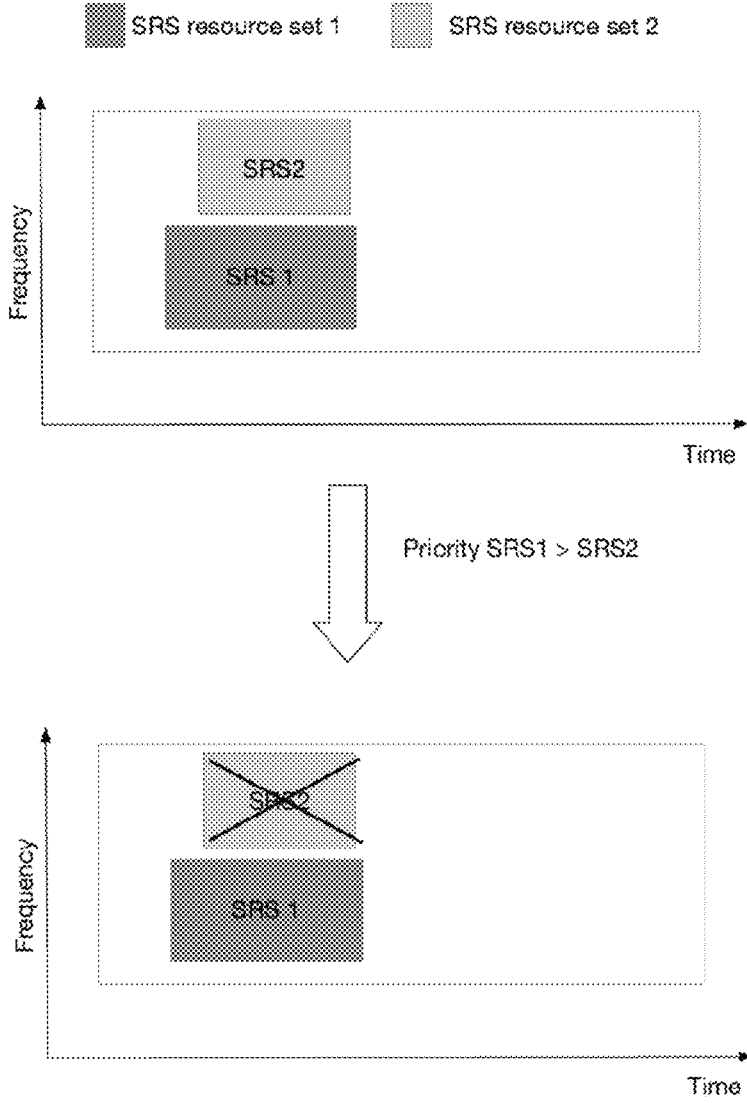 SRS resource set 1
SRS resource set 2
SRS2
SRS 1
Frequency
Time
Priority SRS1 > SRS2
SRS2
SRS 1
Frequency
Time